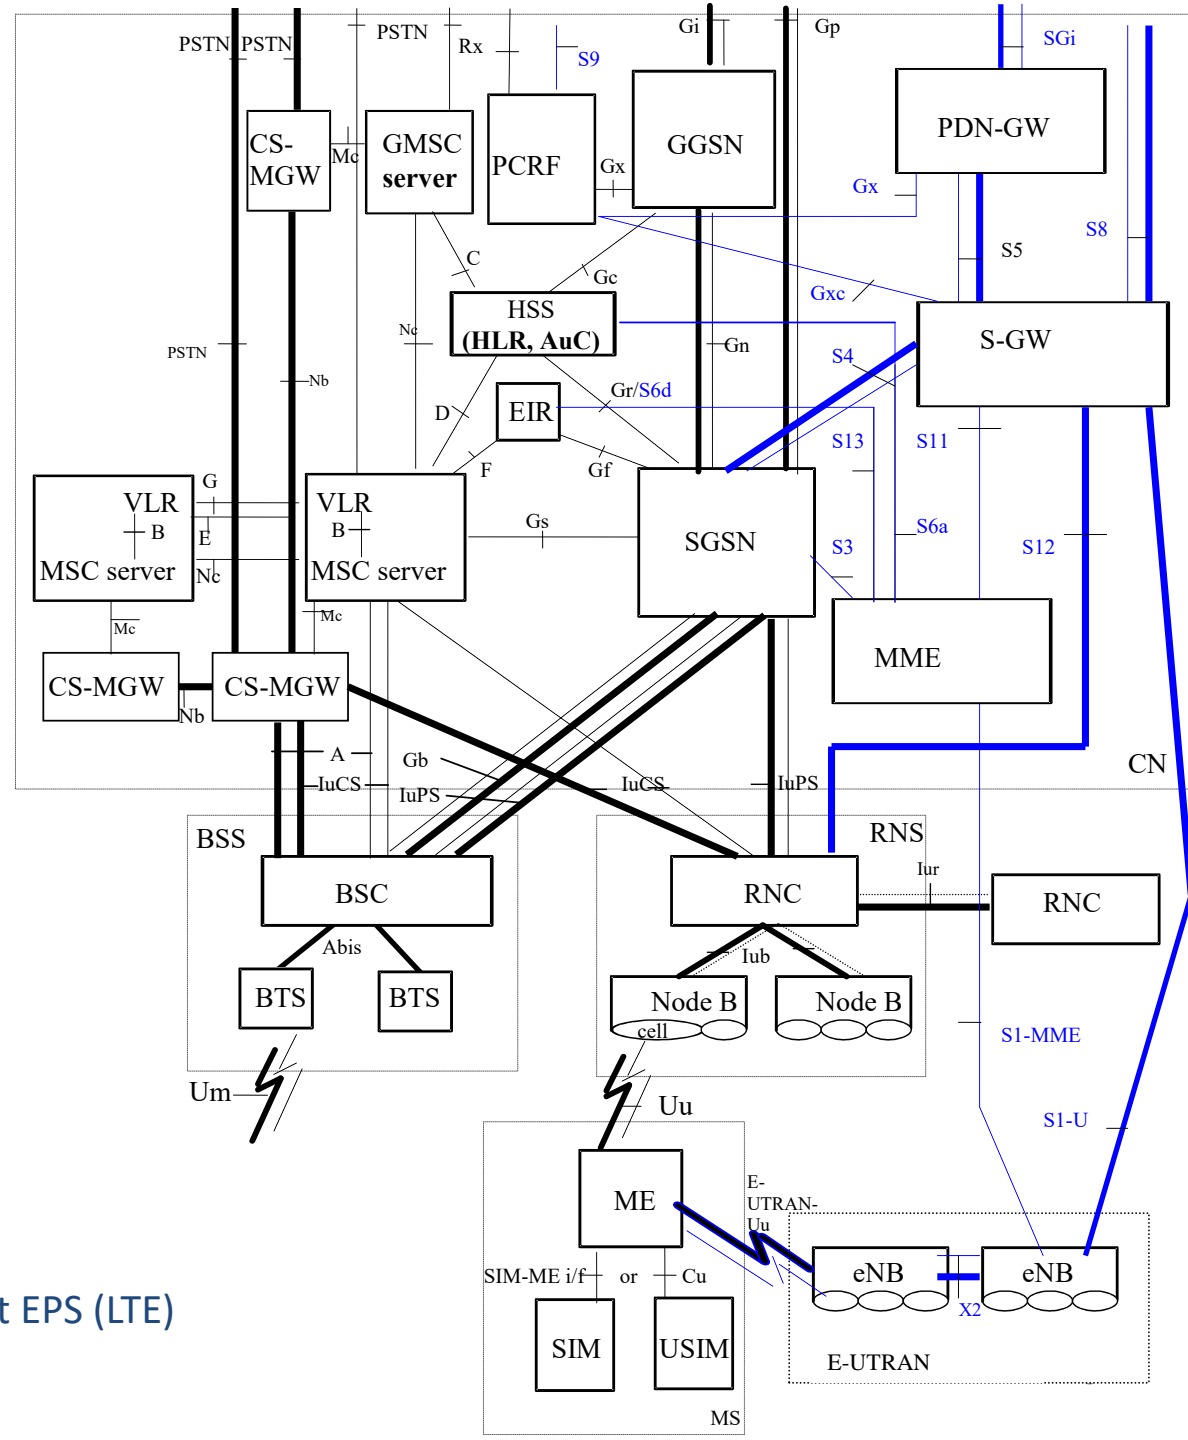 PSTN
PSTN
PSTN
Rx
S9
Gi
Gp
SGi
CS-
MGW
Mc
GMSC
server
PCRF
Gx
GGSN
PDN-GW
Gx
S8
S5
C
Gc
Gxc
HSS
(HLR, AuC)
Nc
PSTN
Gn
S-GW
S4
Nb
D
EIR
Gr/S6d
S13
S11
F
Gf
G
VLR
B
E
MSC server
Nc
VLR
B
MSC server
Gs
SGSN
S3
S6a
S12
Mc
Mc
MME
CS-MGW
Nb
CS-MGW
A
Gb
IuCS
IuPS
IuCS
IuPS
CN
BSS
RNS
BSC
RNC
Iur
RNC
Abis
Iub
BTS
BTS
Node B
cell
Node B
S1-MME
Um
Uu
S1-U
ME
E-
UTRAN-
Uu
SIM-ME i/f
or
Cu
eNB
X2
eNB
t EPS (LTE)
SIM
USIM
E-UTRAN
MS